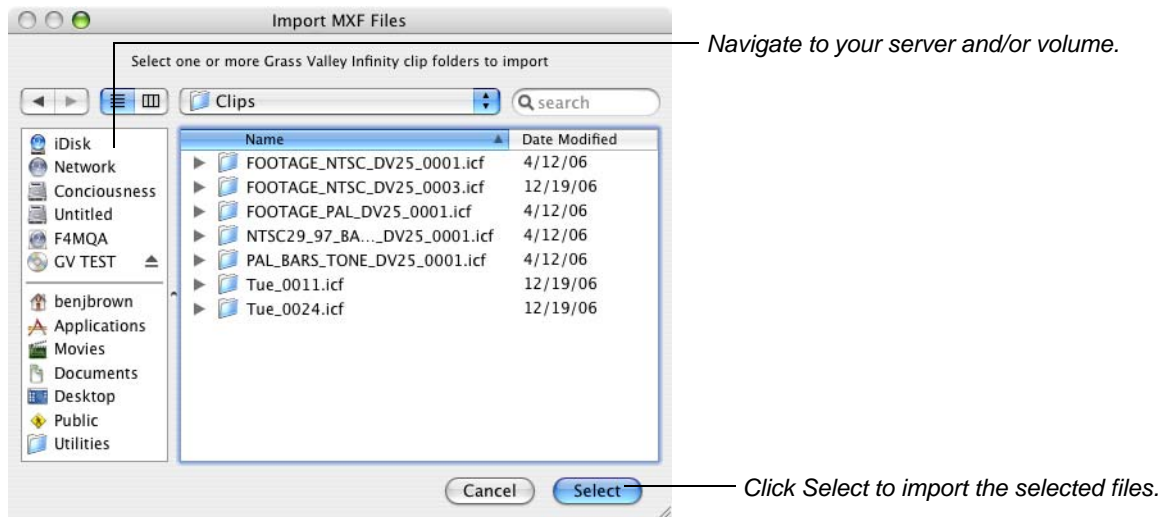 Import MXF Files
Navigate to your server and/or volume.
Select one or more Grass Valley Infinity clip folders to import
Clips
search
Name Date Modified
iDisk
Network
Conciousness
Untitled
F4MQA
GV TEST
benjbrown
Applications
Movies
Documents
Desktop
Public
Utilities
FOOTAGE_NTSC_DV25_0001.icf 4/12/06
FOOTAGE_NTSC_DV25_0003.icf 12/19/06
FOOTAGE_PAL_DV25_0001.icf 4/12/06
NTSC29_97_BA..._DV25_0001.icf 4/12/06
PAL_BARS_TONE_DV25_0001.icf 4/12/06
Tue_0011.icf 12/19/06
Tue_0024.icf 12/19/06
Cancel Select
Click Select to import the selected files.